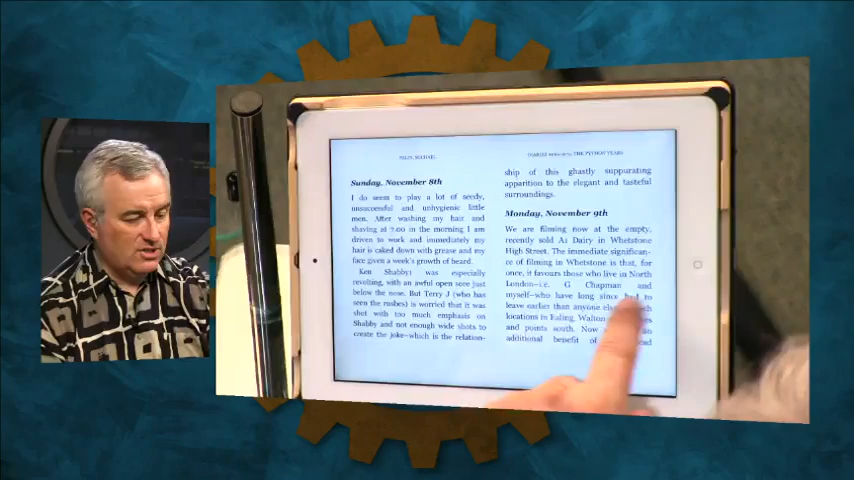 PALIN, MICHAEL
Sunday, November 8th
I do seem to play a lot of seedy,
unsuccessful and unhygienic little
men. After washing my hair and
shaving at 7.00 in the morning I am
driven to work and immediately my
hair is caked down with grease and my
face given a week's growth of beard.
Ken Shabby1 was especially
revolting, with an awful open sore just
below the nose. But Terry J (who has
seen the rushes) is worried that it was
shot with too much emphasis on
Shabby and not enough wide shots to
create the joke—which is the relation-
DIARIES 1969–1979: THE PYTHON YEARS
ship of this ghastly suppurating
apparition to the elegant and tasteful
surroundings.
Monday, November 9th
We are filming now at the empty,
recently sold A1 Dairy in Whetstone
High Street. The immediate significan-
ce of filming in Whetstone is that, for
once, it favours those who live in North
London—i.e. G Chapman and
myself—who have long since had to
leave earlier than anyone else
locations in Ealing, Walton
and points south. Now we
additional benefit of